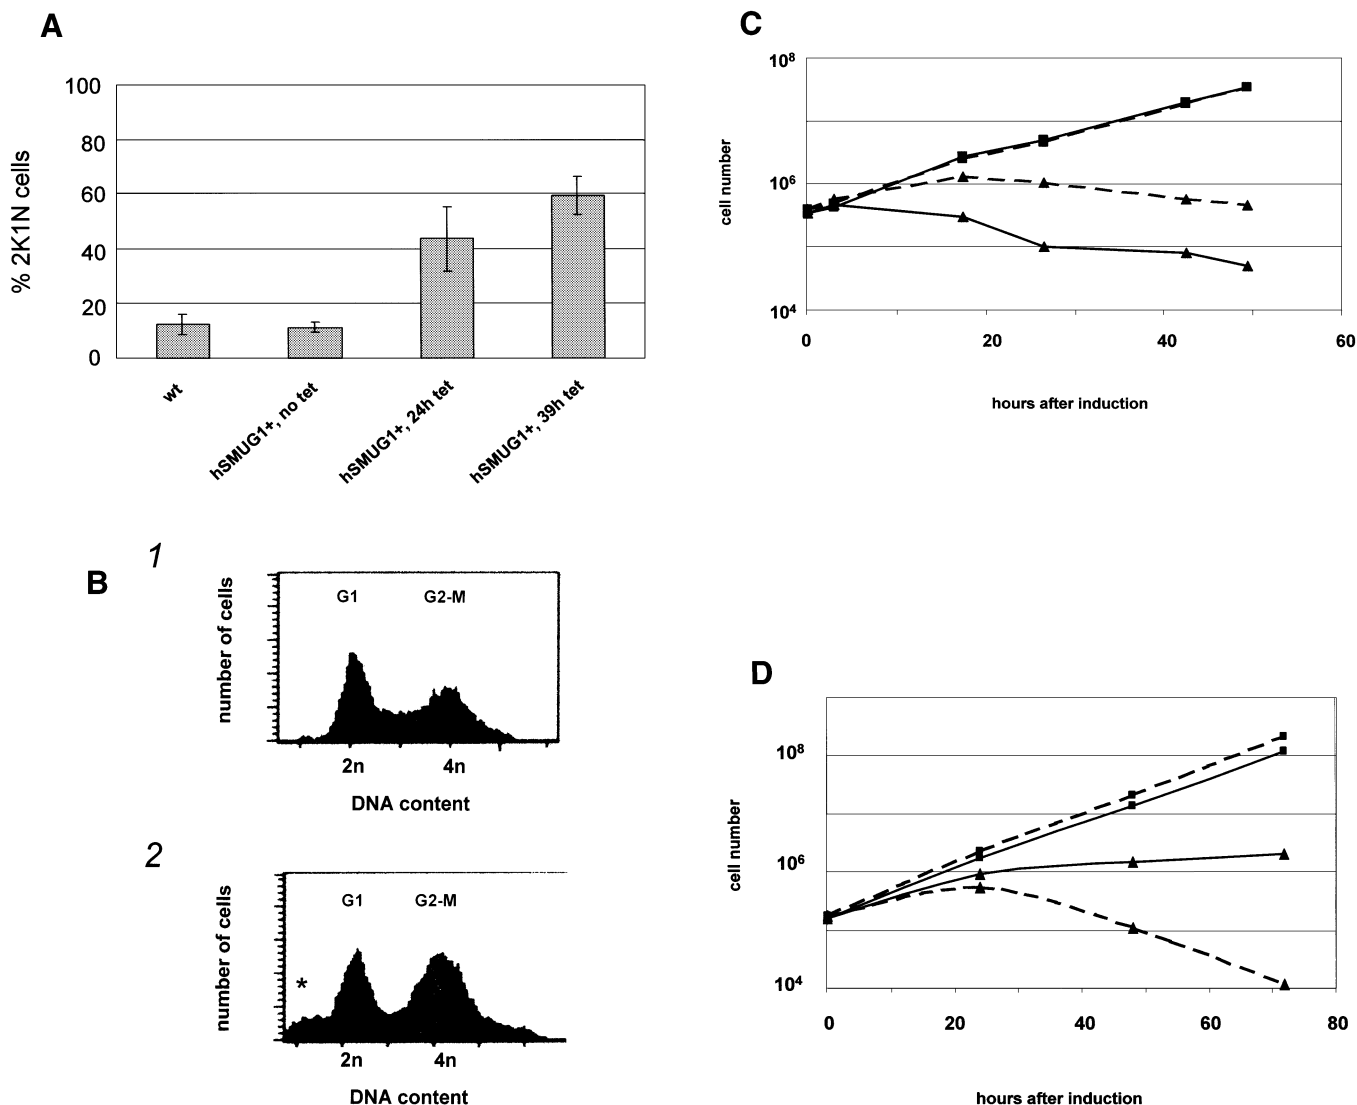 A
% 2K1N cells
100
80
60
40
20
0
wt
hSMUG1+, no tet
hSMUG1+, 24h tet
hSMUG1+, 39h tet
B
1
number of cells
G1 G2-M
2n 4n
DNA content
2
number of cells
G1 G2-M
*
2n 4n
DNA content
C
cell number
10^8
10^6
10^4
0 20 40 60
hours after induction
D
cell number
10^8
10^6
10^4
0 20 40 60 80
hours after induction